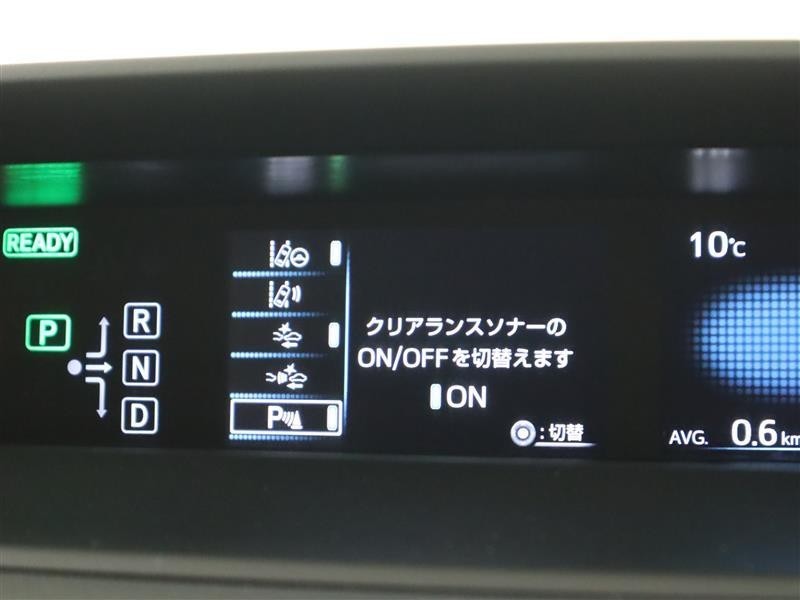 READY
10℃
P
R
N
D
クリアランスソナーの
ON/OFFを切替えます
ON
P
:切替
AVG. 0.6 km